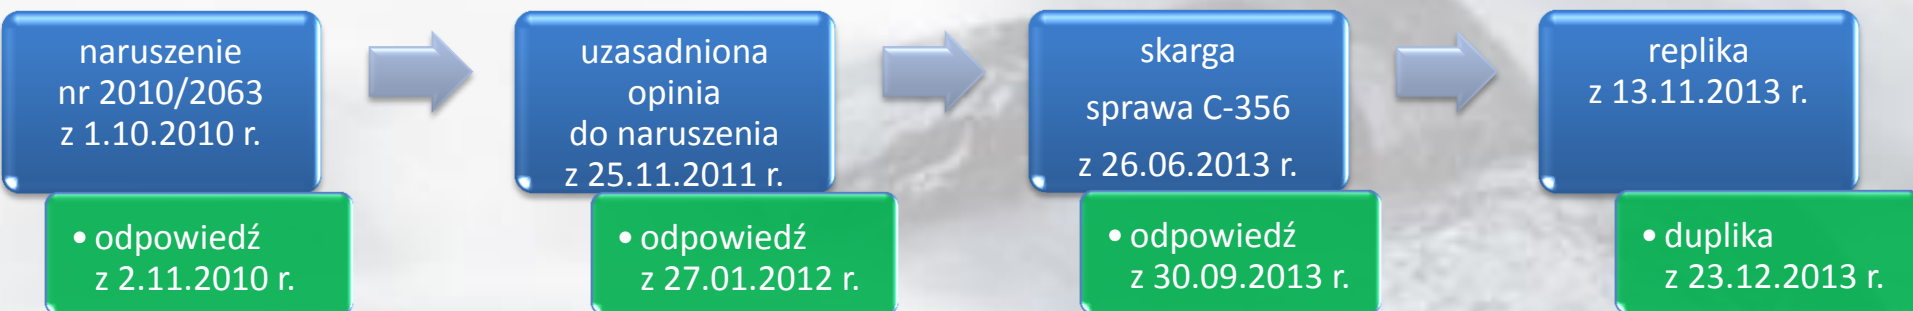 naruszenie
nr 2010/2063
z 1.10.2010 r.
• odpowiedź
z 2.11.2010 r.
uzasadniona
opinia
do naruszenia
z 25.11.2011 r.
• odpowiedź
z 27.01.2012 r.
skarga
sprawa C-356
z 26.06.2013 r.
• odpowiedź
z 30.09.2013 r.
replika
z 13.11.2013 r.
• duplika
z 23.12.2013 r.